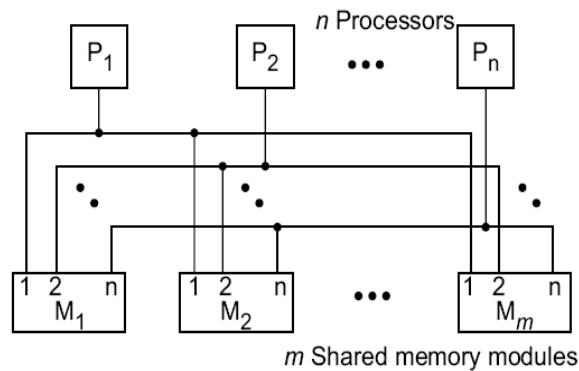 n Processors
P1 P2 ••• Pn
1 2 n 1 2 n 1 2 n
M1 M2 ••• Mm
m Shared memory modules